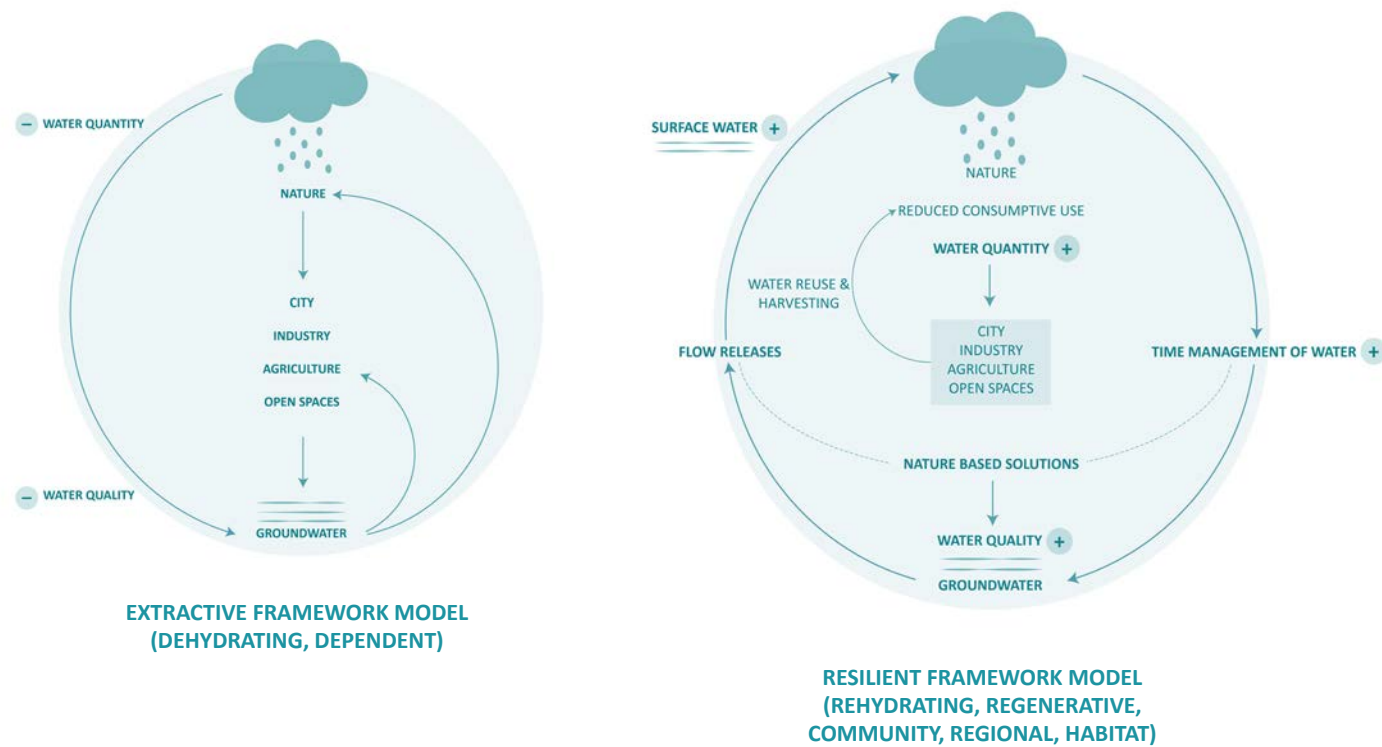 − WATER QUANTITY
NATURE
CITY
INDUSTRY
AGRICULTURE
OPEN SPACES
− WATER QUALITY
GROUNDWATER
EXTRACTIVE FRAMEWORK MODEL
(DEHYDRATING, DEPENDENT)
SURFACE WATER +
NATURE
REDUCED CONSUMPTIVE USE
WATER QUANTITY +
WATER REUSE &
HARVESTING
CITY
INDUSTRY
AGRICULTURE
OPEN SPACES
FLOW RELEASES
TIME MANAGEMENT OF WATER +
NATURE BASED SOLUTIONS
WATER QUALITY +
GROUNDWATER
RESILIENT FRAMEWORK MODEL
(REHYDRATING, REGENERATIVE,
COMMUNITY, REGIONAL, HABITAT)